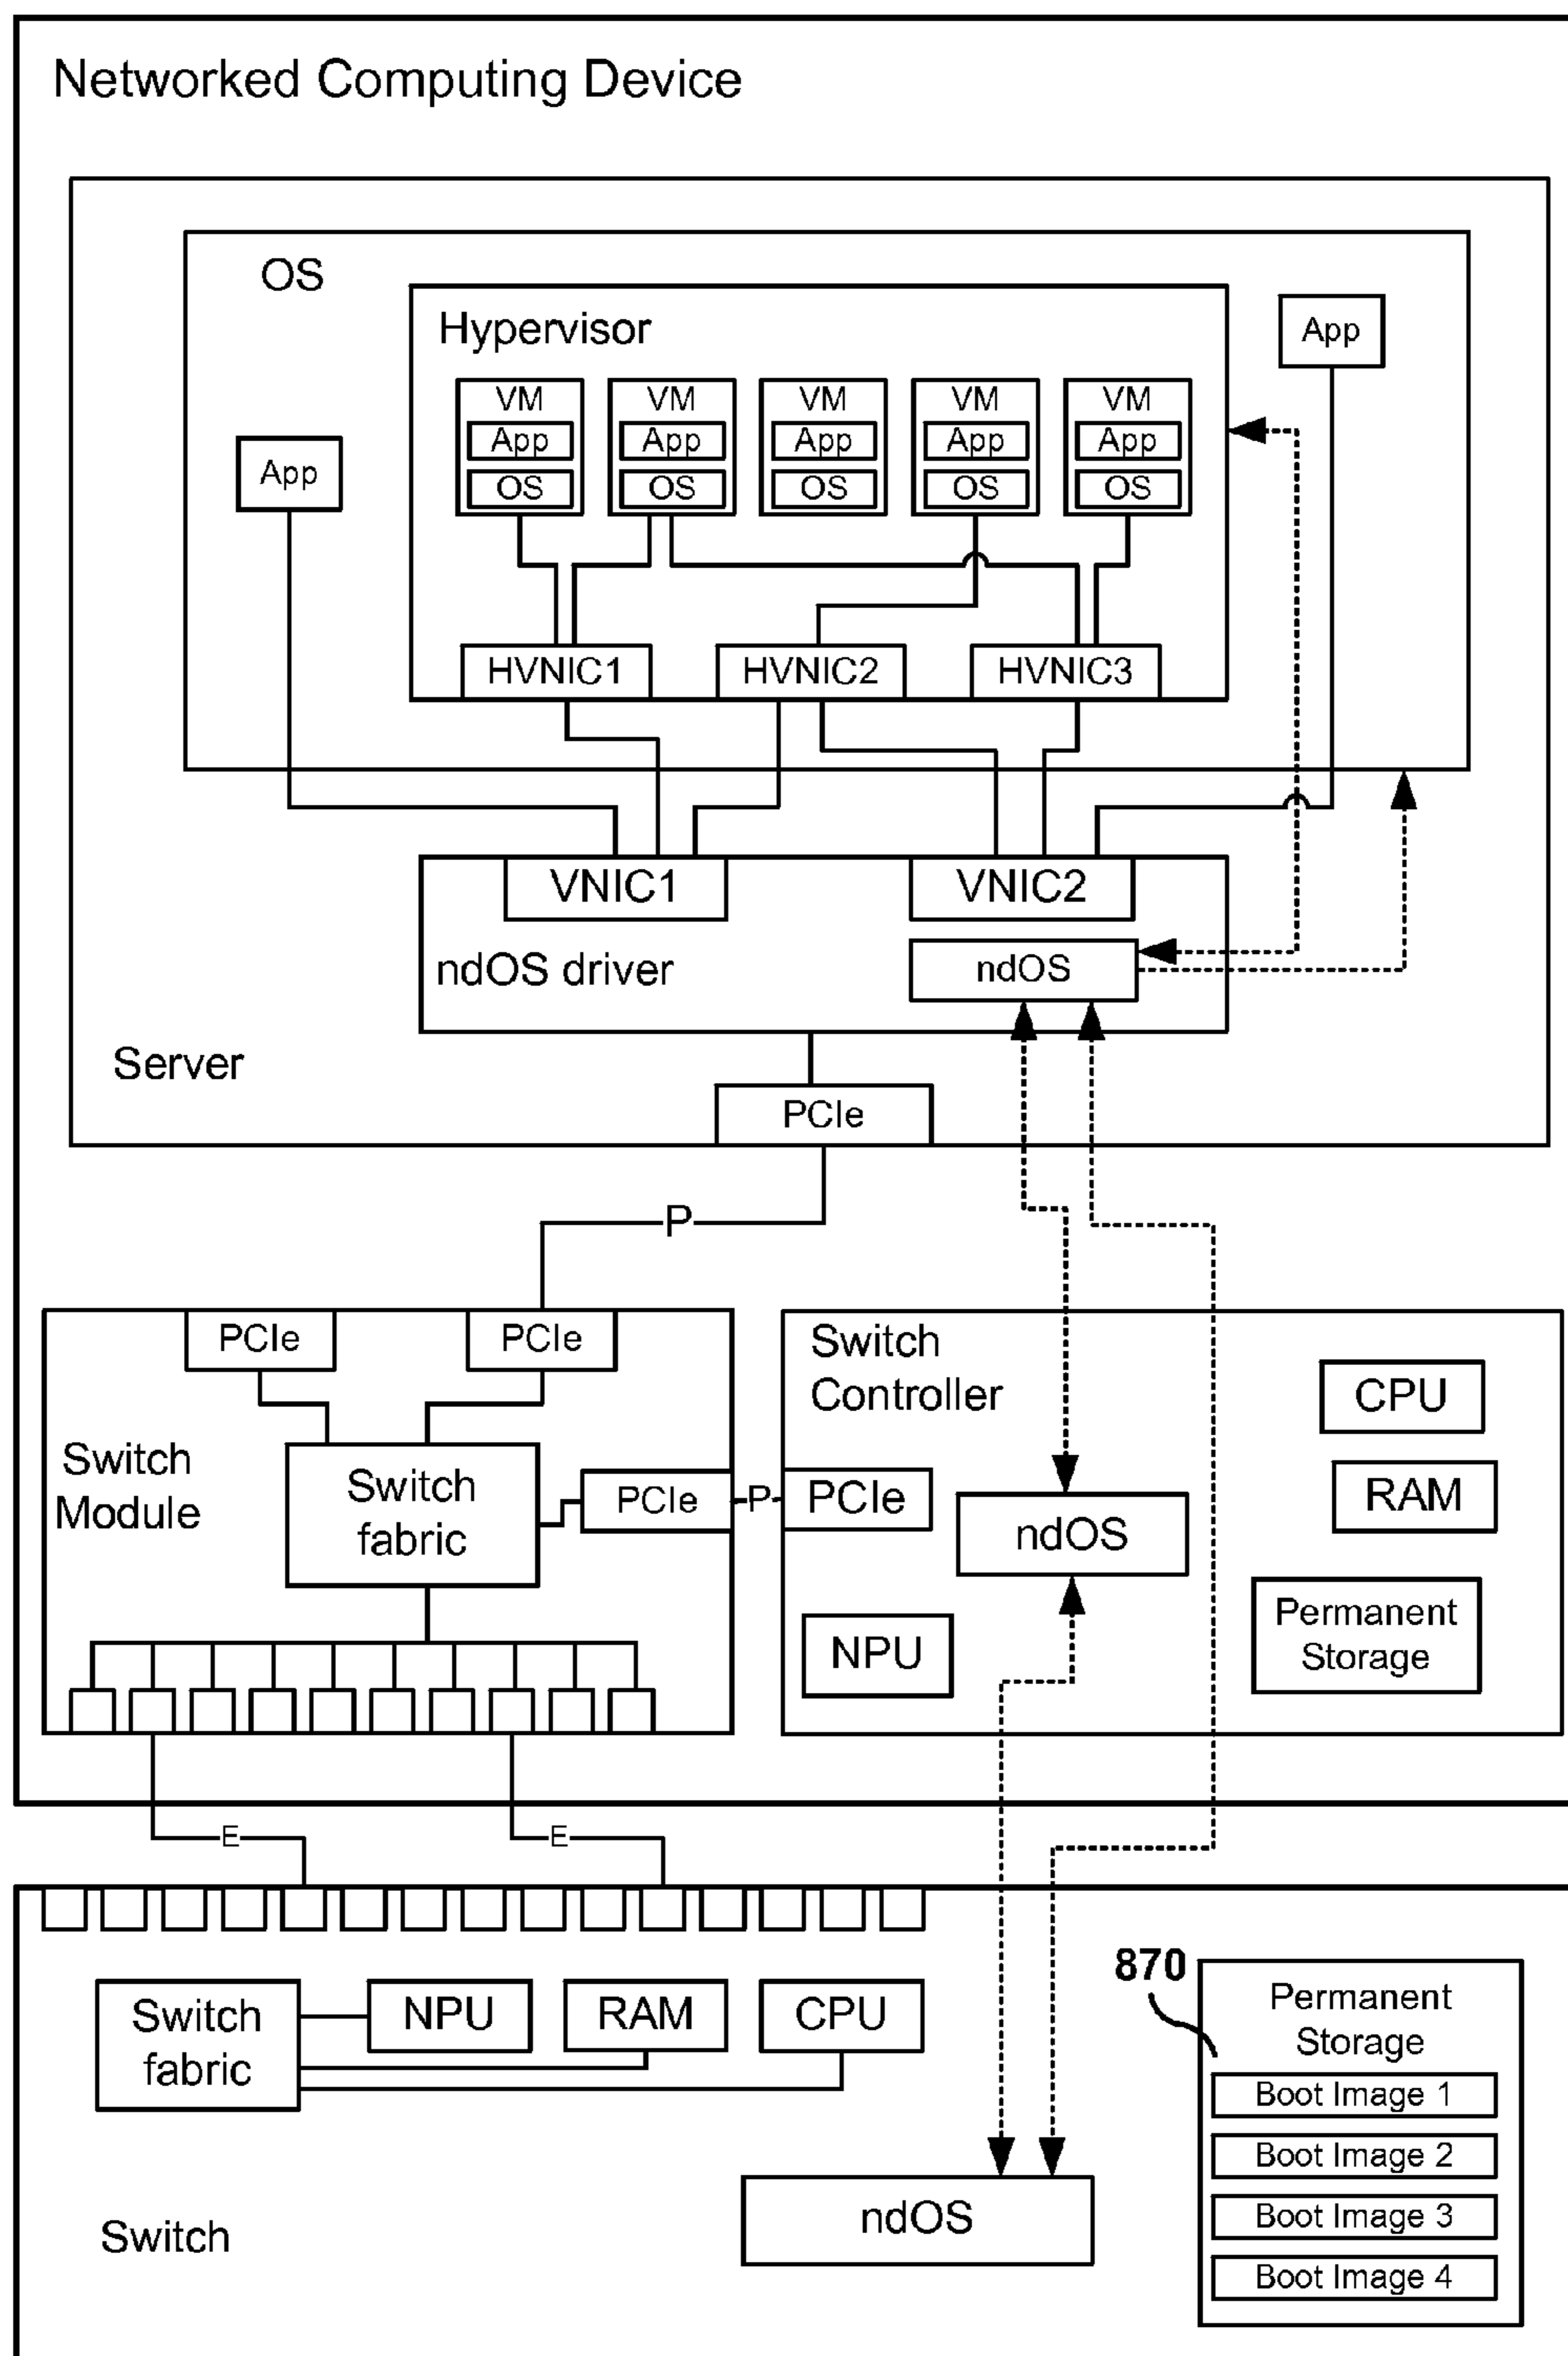 Networked Computing Device
OS
Hypervisor
App
VM VM VM VM VM
App App App App App
App
OS OS OS OS OS
HVNIC1 HVNIC2 HVNIC3
VNIC1 VNIC2
ndOS driver ndOS
Server
PCIe
P
PCIe PCIe
Switch
Controller
CPU
Switch
Module
Switch
fabric
PCIe
P
PCIe
RAM
ndOS
NPU
Permanent
Storage
E E
870
Switch
fabric
NPU RAM CPU
Permanent
Storage
Boot Image 1
Boot Image 2
Boot Image 3
Boot Image 4
ndOS
Switch